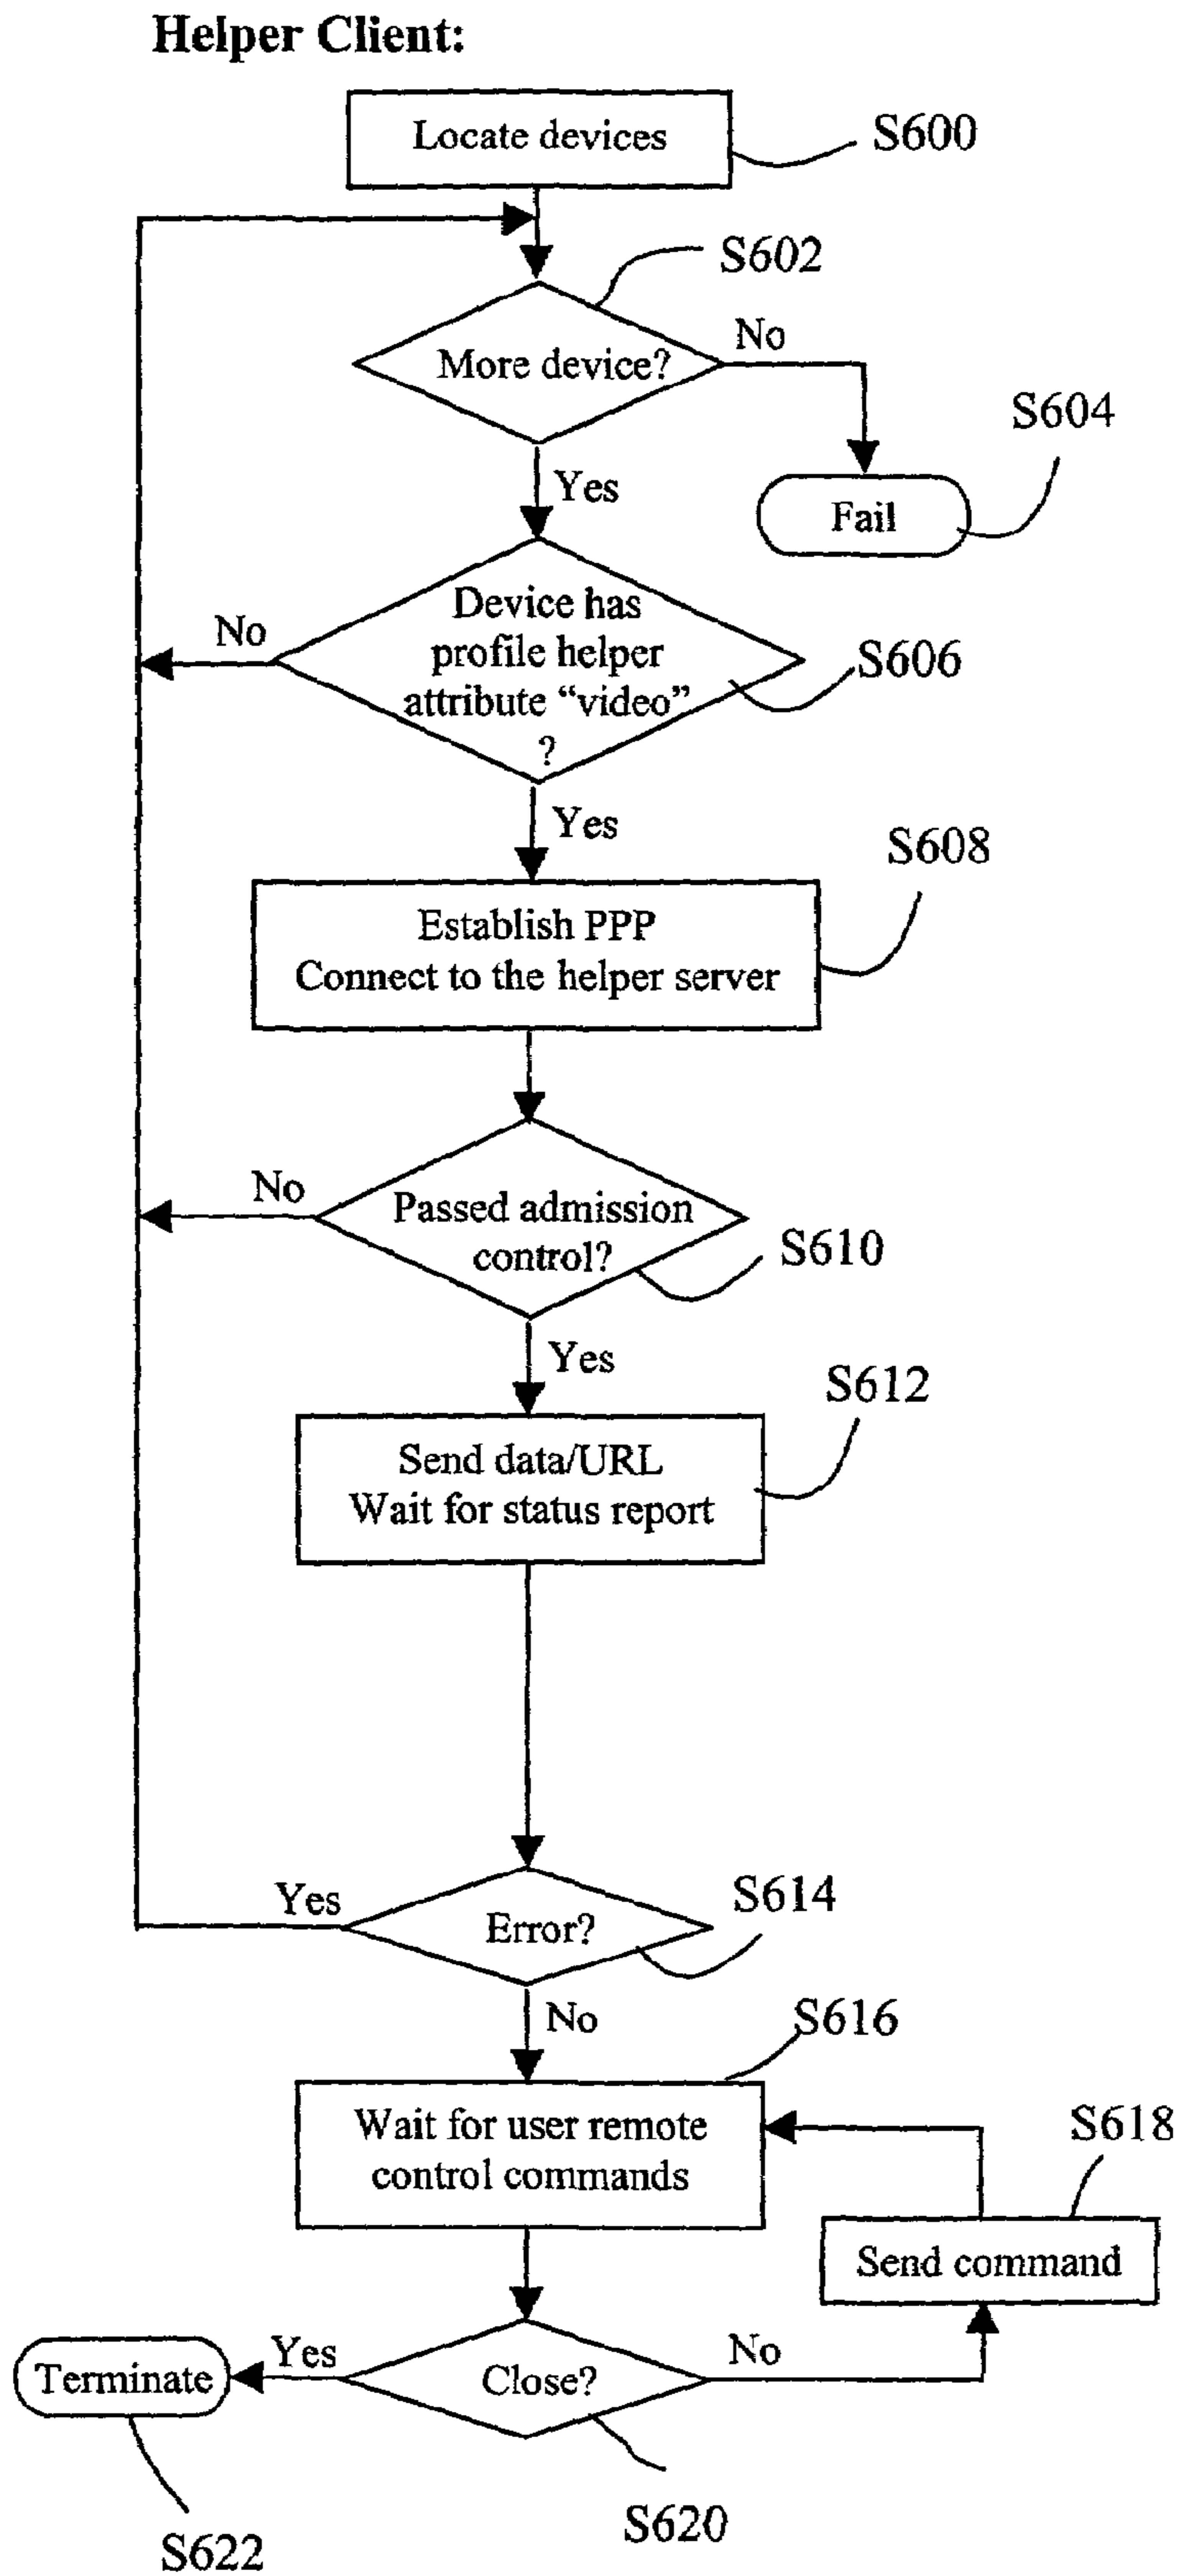 Helper Client:
Locate devices
S600
S602
More device?
No
S604
Yes
Fail
Device has
profile helper
attribute “video”
?
No
S606
Yes
S608
Establish PPP
Connect to the helper server
No
Passed admission
control?
S610
Yes
S612
Send data/URL
Wait for status report
Yes
Error?
S614
No
S616
Wait for user remote
control commands
S618
Send command
Terminate
Yes
Close?
No
S620
S622